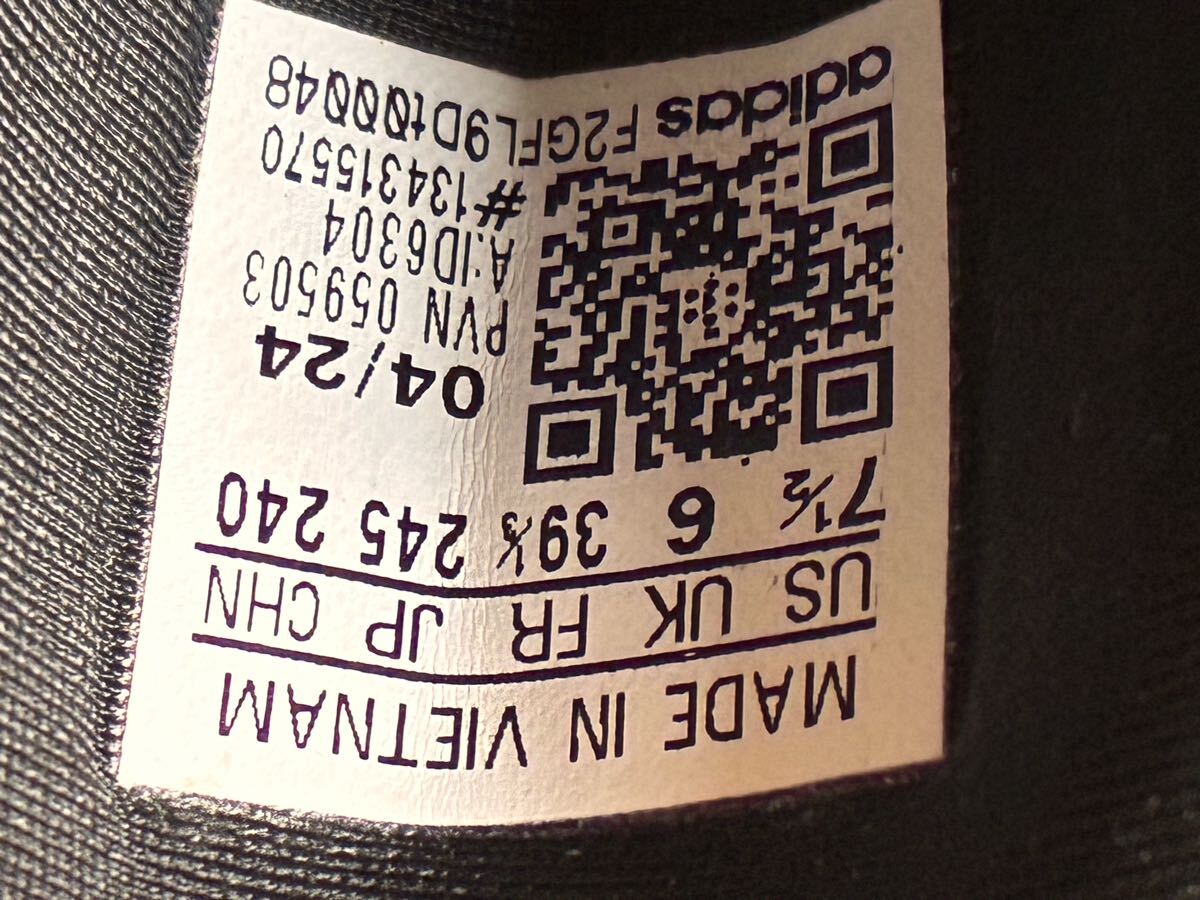 MADE IN VIETNAM
US UK FR JP CHN
7½ 6 39⅓ 245 240
04/24
PVN 059503
A:ID6304
#134315570
adidas F2GFL9Dt00048